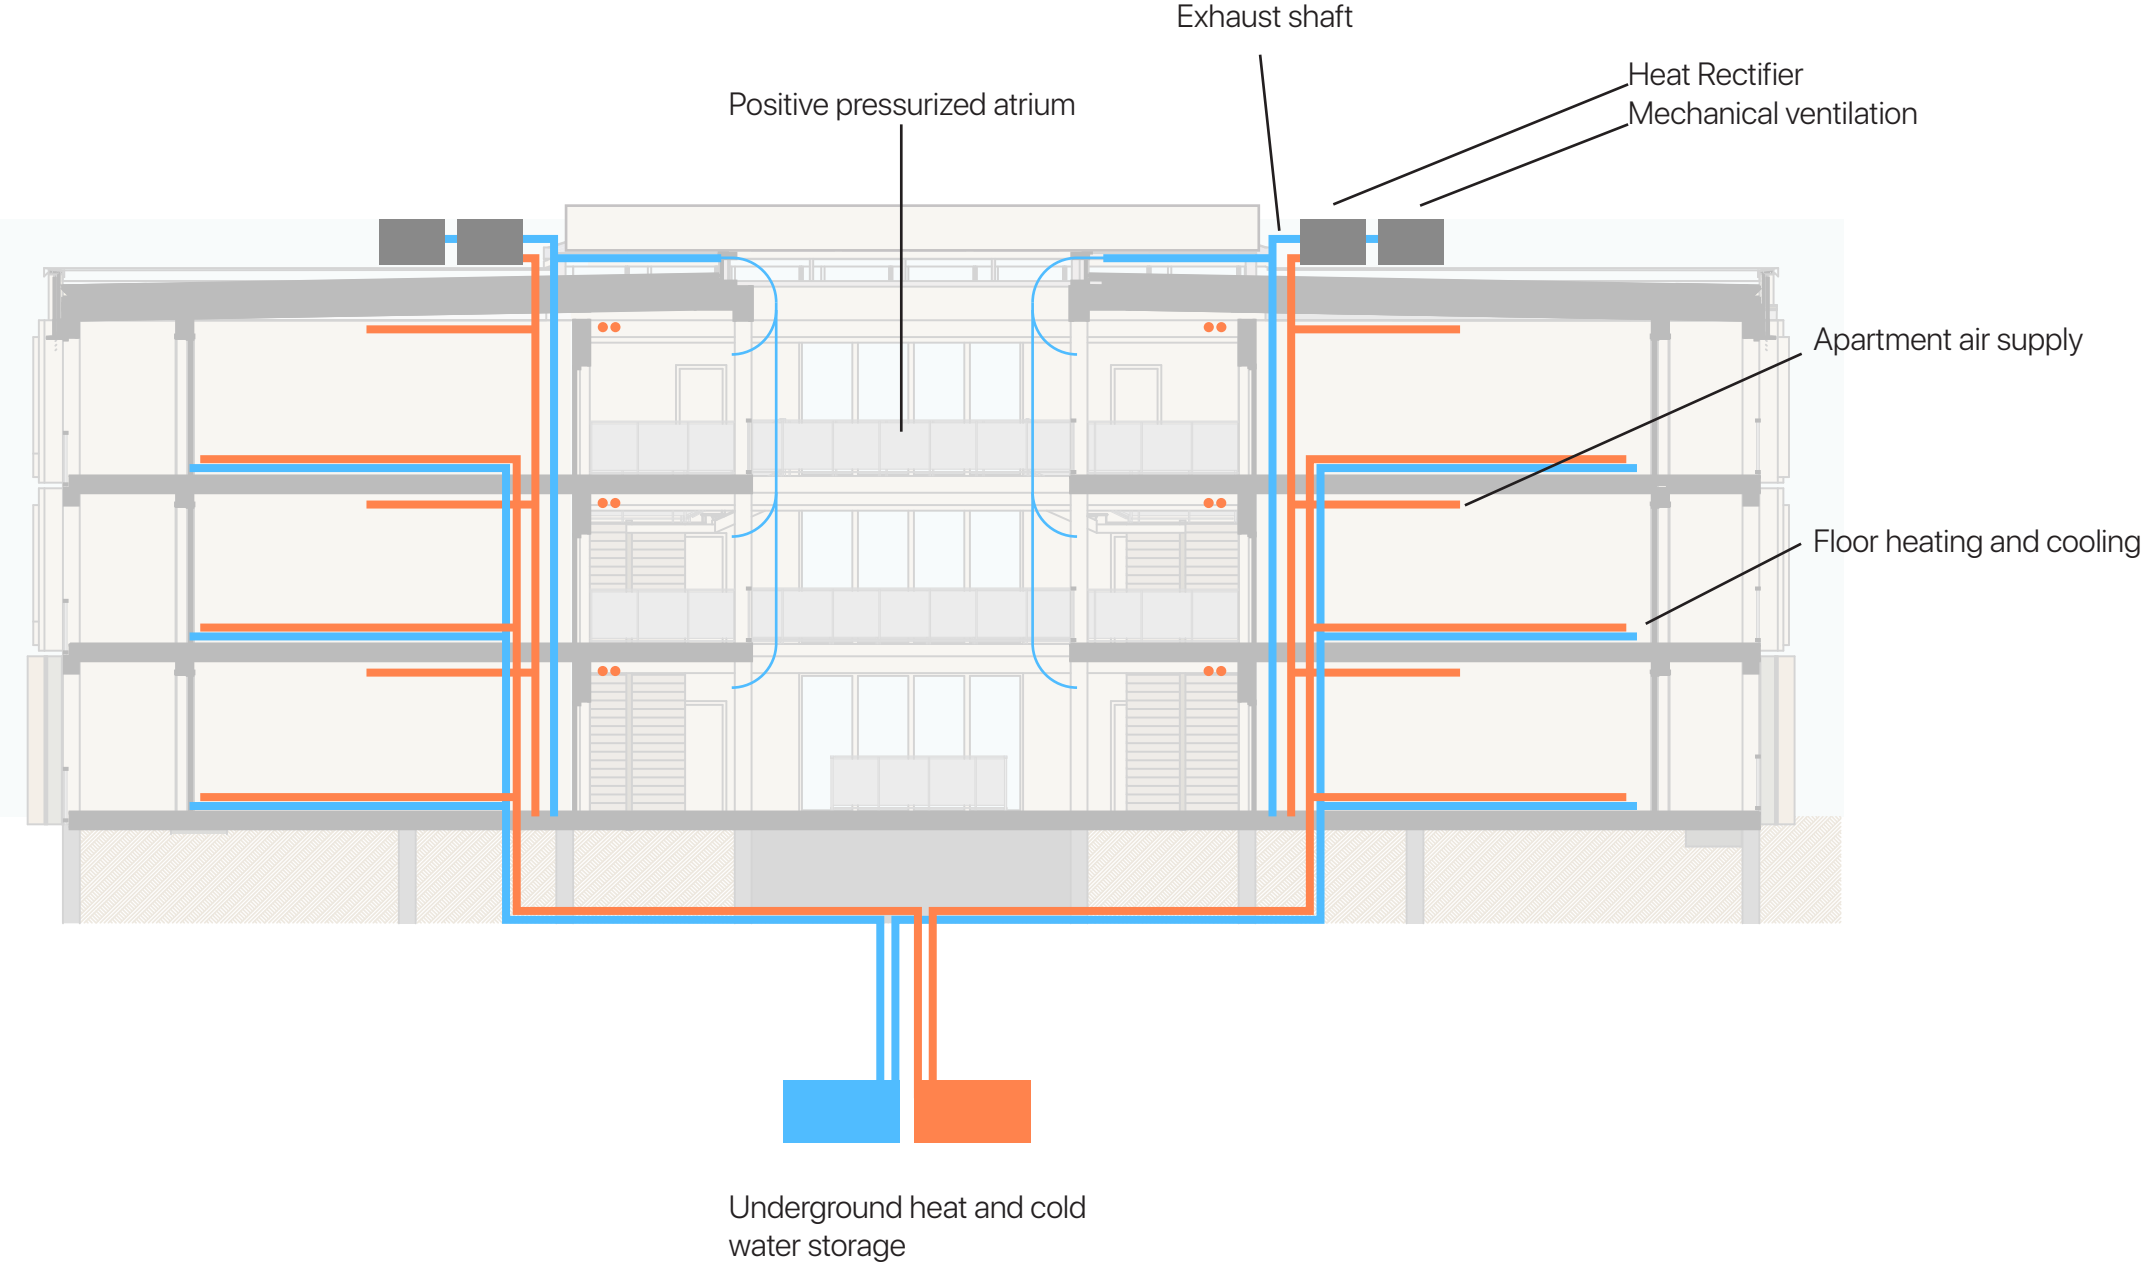 Exhaust shaft
Heat Rectifier
Mechanical ventilation
Positive pressurized atrium
Apartment air supply
Floor heating and cooling
Underground heat and cold
water storage